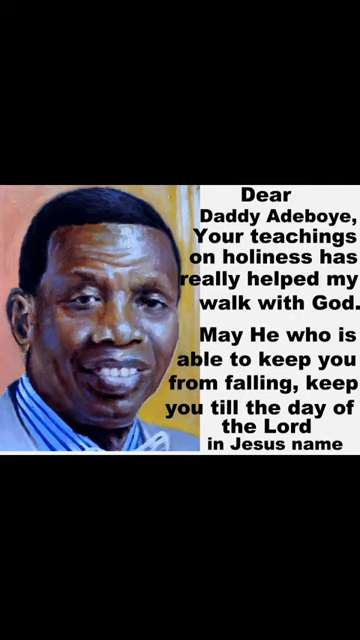 Dear
Daddy Adeboye,
Your teachings
on holiness has
really helped my
walk with God.
May He who is
able to keep you
from falling, keep
you till the day of
the Lord
in Jesus name